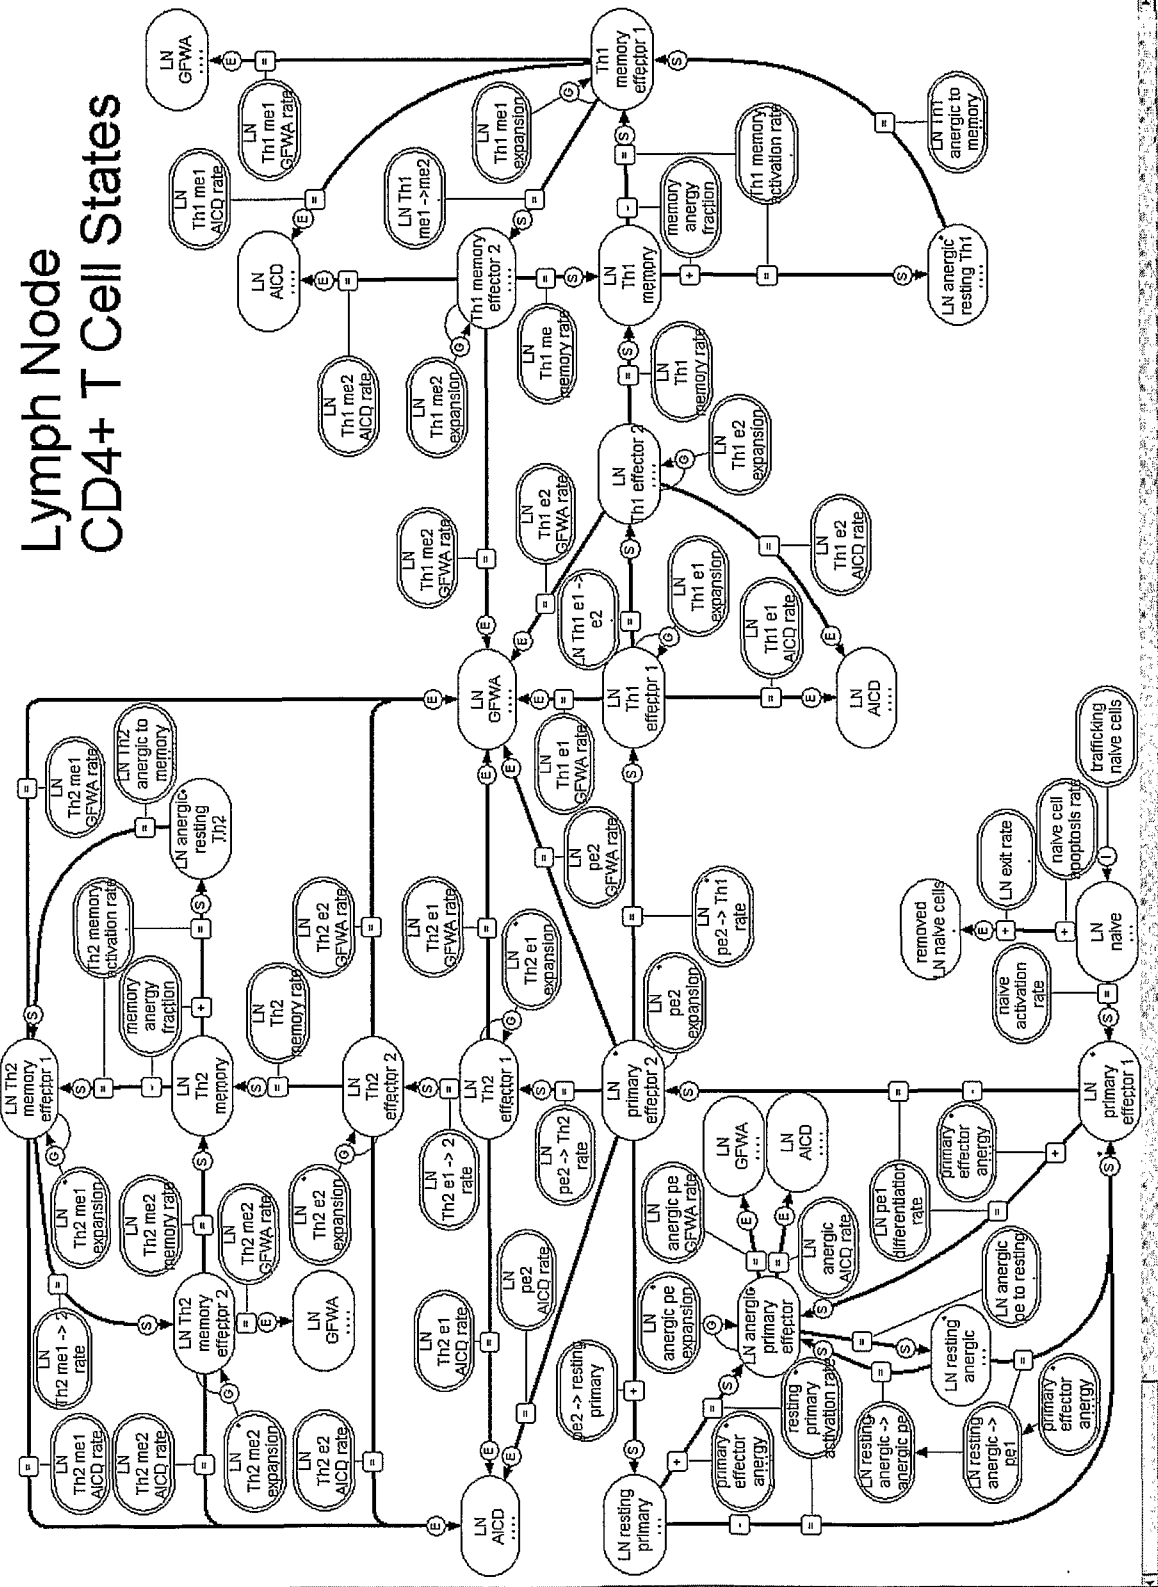 Lymph Node
CD4+ T Cell States
LN
Th2 me1
AICD rate
LN
Th2 me2
AICD rate
LN
Th2 me2
expansion
LN
Th2 e2
AICD rate
LN
Th2 me1 -> 2
rate
LN
Th2 me1
expansion
LN Th2
memory
effector 1
LN
Th2 me2
memory rate
LN Th2
memory
effector 2
....
LN
Th2 me2
GFWA rate
LN
GFWA
....
memory
anergy
fraction
Th2 memory
activation rate
LN
Th2 me1
GFWA rate
LN Th2
anergic to
memory
LN anergic
resting
Th2
LN
Th2
memory
LN
Th2
memory rate
LN
Th2 e2
expansion
LN
Th2
effector 2
LN
Th2 e2
GFWA rate
LN
AICD
....
LN
Th2 e1
AICD rate
LN
Th2 e1 -> 2
rate
LN
Th2
effector 1
LN
Th2 e1
GFWA rate
LN
Th2 e1
expansion
LN
GFWA
....
LN
pe2
AICD rate
LN
pe2 -> Th2
rate
LN
pe2
GFWA rate
pe2 -> resting
primary
LN resting
primary
...
LN
primary
effector 2
LN
pe2
expansion
LN
pe2 -> Th1
rate
LN
Th1 e1
GFWA rate
LN
Th1
effector 1
LN Th1 e1 ->
e2
LN
Th1 e1
expansion
LN
Th1 e1
AICD rate
LN
AICD
....
LN
Th1 me2
GFWA rate
LN
Th1 e2
GFWA rate
LN
Th1 effector 2
....
LN
Th1 e2
expansion
LN
Th1 e2
AICD rate
LN
Th1
memory rate
LN
Th1 me2
AICD rate
LN
Th1 me2
expansion
LN
Th1 me
memory rate
LN
AICD
....
Th1 memory
effector 2
....
LN
Th1
memory
LN anergic
resting Th1
LN
Th1 me1
AICD rate
LN Th1
me1 ->me2
memory
anergy
fraction
Th1 memory
activation rate
LN
GFWA
....
LN
Th1 me1
GFWA rate
LN
Th1 me1
expansion
Th1
memory
effector 1
LN Th1
anergic to
memory
primary
effector
anergy
resting
primary
activation rate
LN
anergic pe
expansion
LN anergic
primary
effector
LN
anergic pe
GFWA rate
LN
anergic
AICD rate
LN
GFWA
....
LN
AICD
....
LN resting
anergic ->
anergic pe
LN resting
anergic ->
pe1
primary
effector
anergy
LN resting
anergic
...
LN anergic
pe to resting
LN pe1
differentiation
rate
primary
effector
anergy
LN
primary
effector 1
removed
LN naive cells
.
LN exit rate
naive
activation
rate
naive cell
apoptosis rate
LN
naive
...
trafficking
naive cells